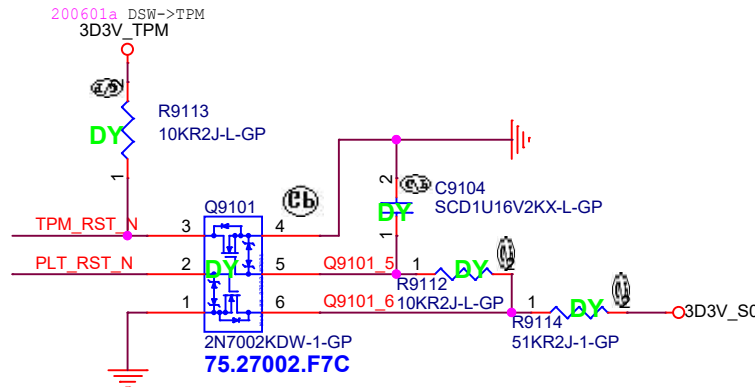 200601a DSW->TPM
3D3V_TPM
2
R9113
DY
10KR2J-L-GP
1
2
C9104
SCD1U16V2KX-L-GP
DY
1
TPM_RST_N
Q9101
3
4
PLT_RST_N
2
DY
5
Q9101_5
1
DY
2
R9112
10KR2J-L-GP
1
6
Q9101_6
1
DY
2
3D3V_S0
R9114
51KR2J-1-GP
2N7002KDW-1-GP
75.27002.F7C